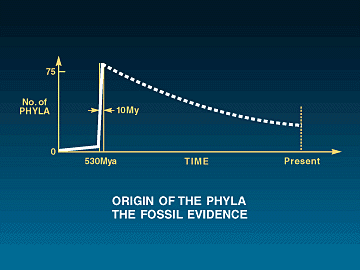 75
No. of
PHYLA
10My
0
530Mya
TIME
Present
ORIGIN OF THE PHYLA
THE FOSSIL EVIDENCE